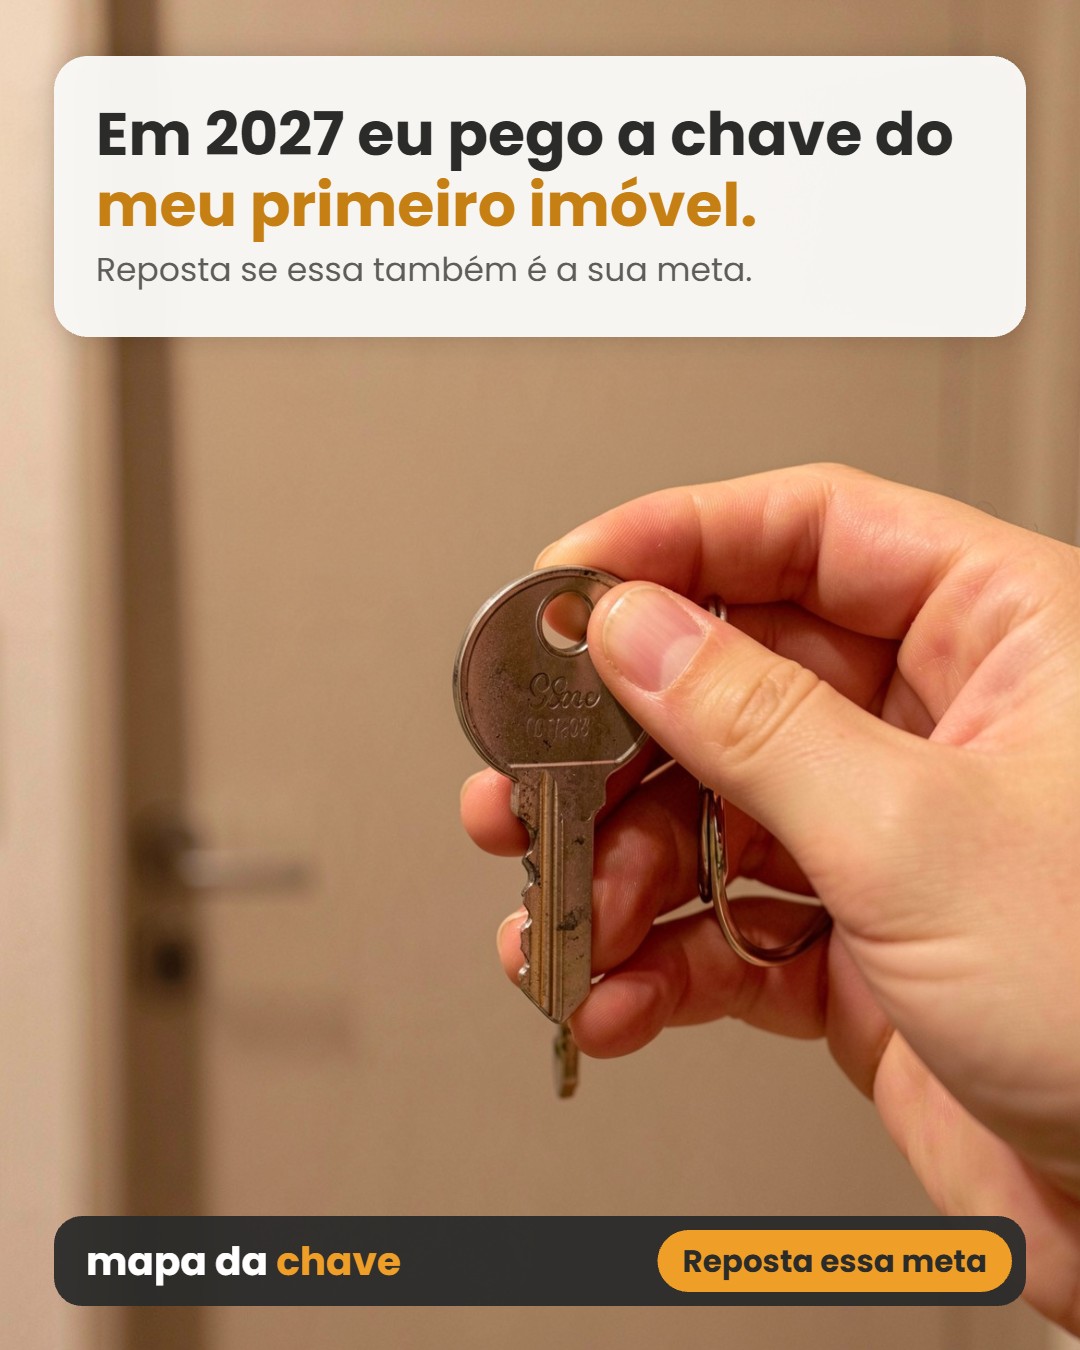 Em 2027 eu pego a chave do
meu primeiro imóvel.
Reposta se essa também é a sua meta.
mapa da chave
Reposta essa meta